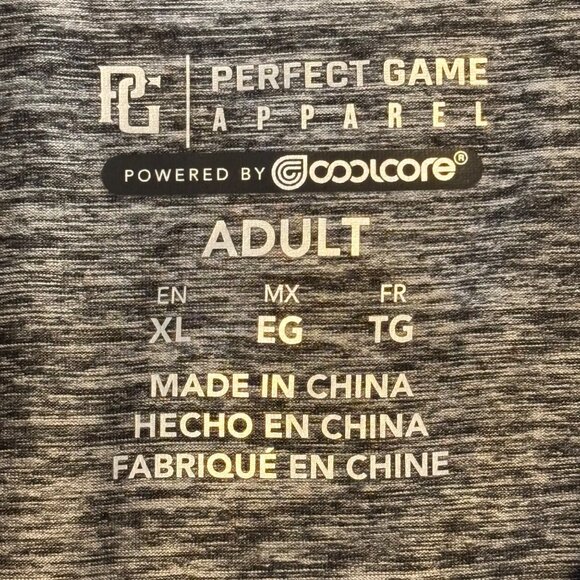 PG PERFECT GAME
APPAREL
POWERED BY coolcore®
ADULT
EN MX FR
XL EG TG
MADE IN CHINA
HECHO EN CHINA
FABRIQUÉ EN CHINE